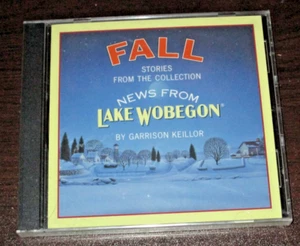 FALL
STORIES
FROM THE COLLECTION
NEWS FROM
LAKE WOBEGON®
BY GARRISON KEILLOR